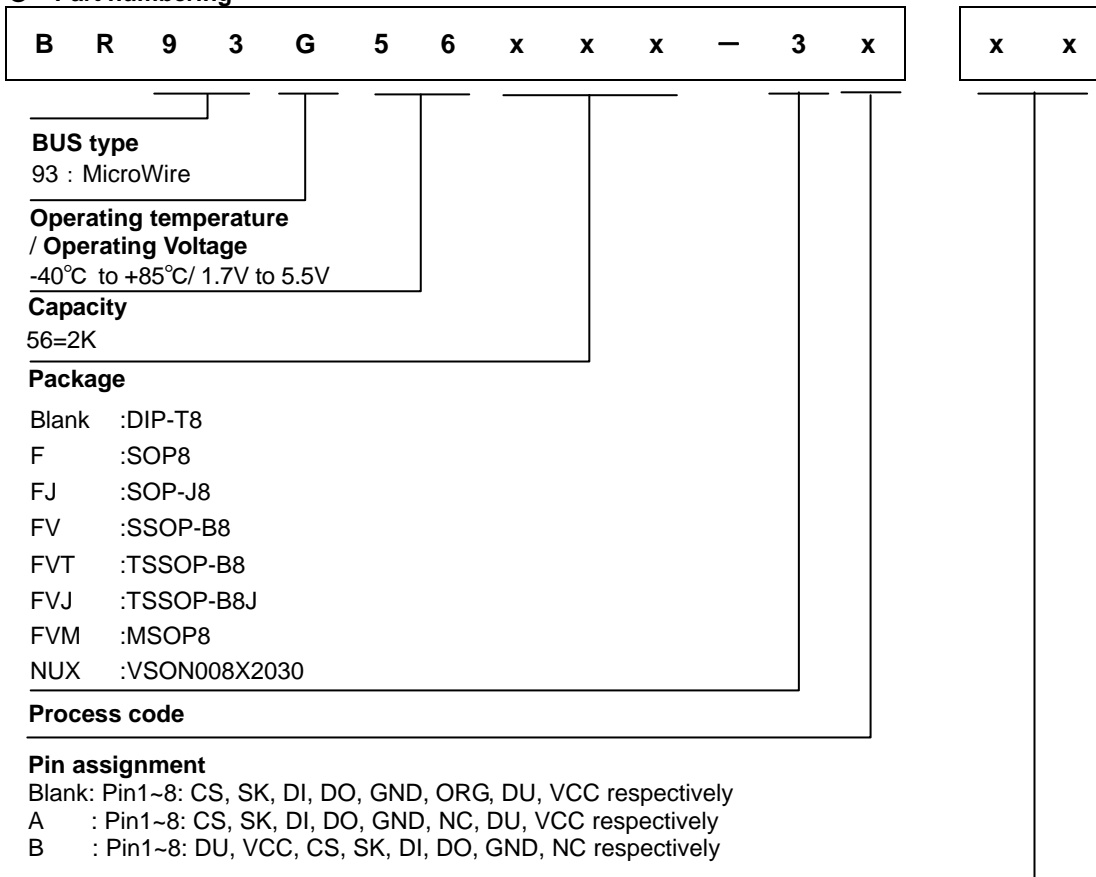 B R 9 3 G 5 6 x x x － 3 x x x
BUS type
93：MicroWire
Operating temperature
/ Operating Voltage
-40℃ to +85℃/ 1.7V to 5.5V
Capacity
56=2K
Package
Blank :DIP-T8
F :SOP8
FJ :SOP-J8
FV :SSOP-B8
FVT :TSSOP-B8
FVJ :TSSOP-B8J
FVM :MSOP8
NUX :VSON008X2030
Process code
Pin assignment
Blank: Pin1~8: CS, SK, DI, DO, GND, ORG, DU, VCC respectively
A : Pin1~8: CS, SK, DI, DO, GND, NC, DU, VCC respectively
B : Pin1~8: DU, VCC, CS, SK, DI, DO, GND, NC respectively